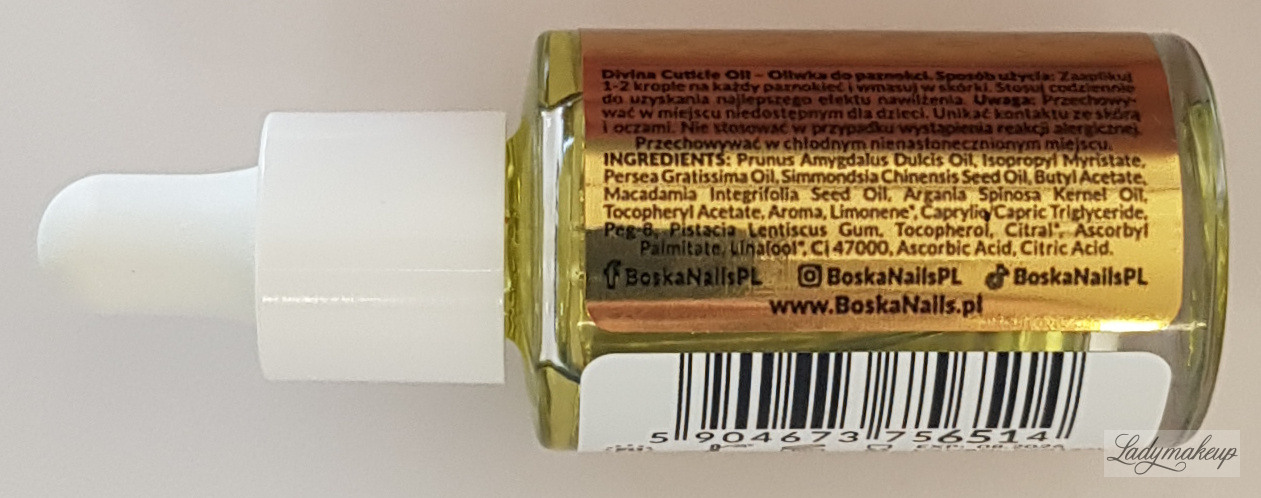 Divina Cuticle Oil – Oliwka do paznokci. Sposób użycia: Zaaplikuj
1-2 krople na każdy paznokieć i wmasuj w skórki. Stosuj codziennie
do uzyskania najlepszego efektu nawilżenia. Uwaga: Przechowy-
wać w miejscu niedostępnym dla dzieci. Unikać kontaktu ze skórą
i oczami. Nie stosować w przypadku wystąpienia reakcji alergicznej.
Przechowywać w chłodnym nienasłonecznionym miejscu.
INGREDIENTS: Prunus Amygdalus Dulcis Oil, Isopropyl Myristate,
Persea Gratissima Oil, Simmondsia Chinensis Seed Oil, Butyl Acetate,
Macadamia Integrifolia Seed Oil, Argania Spinosa Kernel Oil,
Tocopheryl Acetate, Aroma, Limonene*, Caprylic/Capric Triglyceride,
Peg-8, Pistacia Lentiscus Gum, Tocopherol, Citral*, Ascorbyl
Palmitate, Linalool*, Ci 47000, Ascorbic Acid, Citric Acid.
BoskaNailsPL BoskaNailsPL BoskaNailsPL
www.BoskaNails.pl
5 904673 756514
Ladymakeup